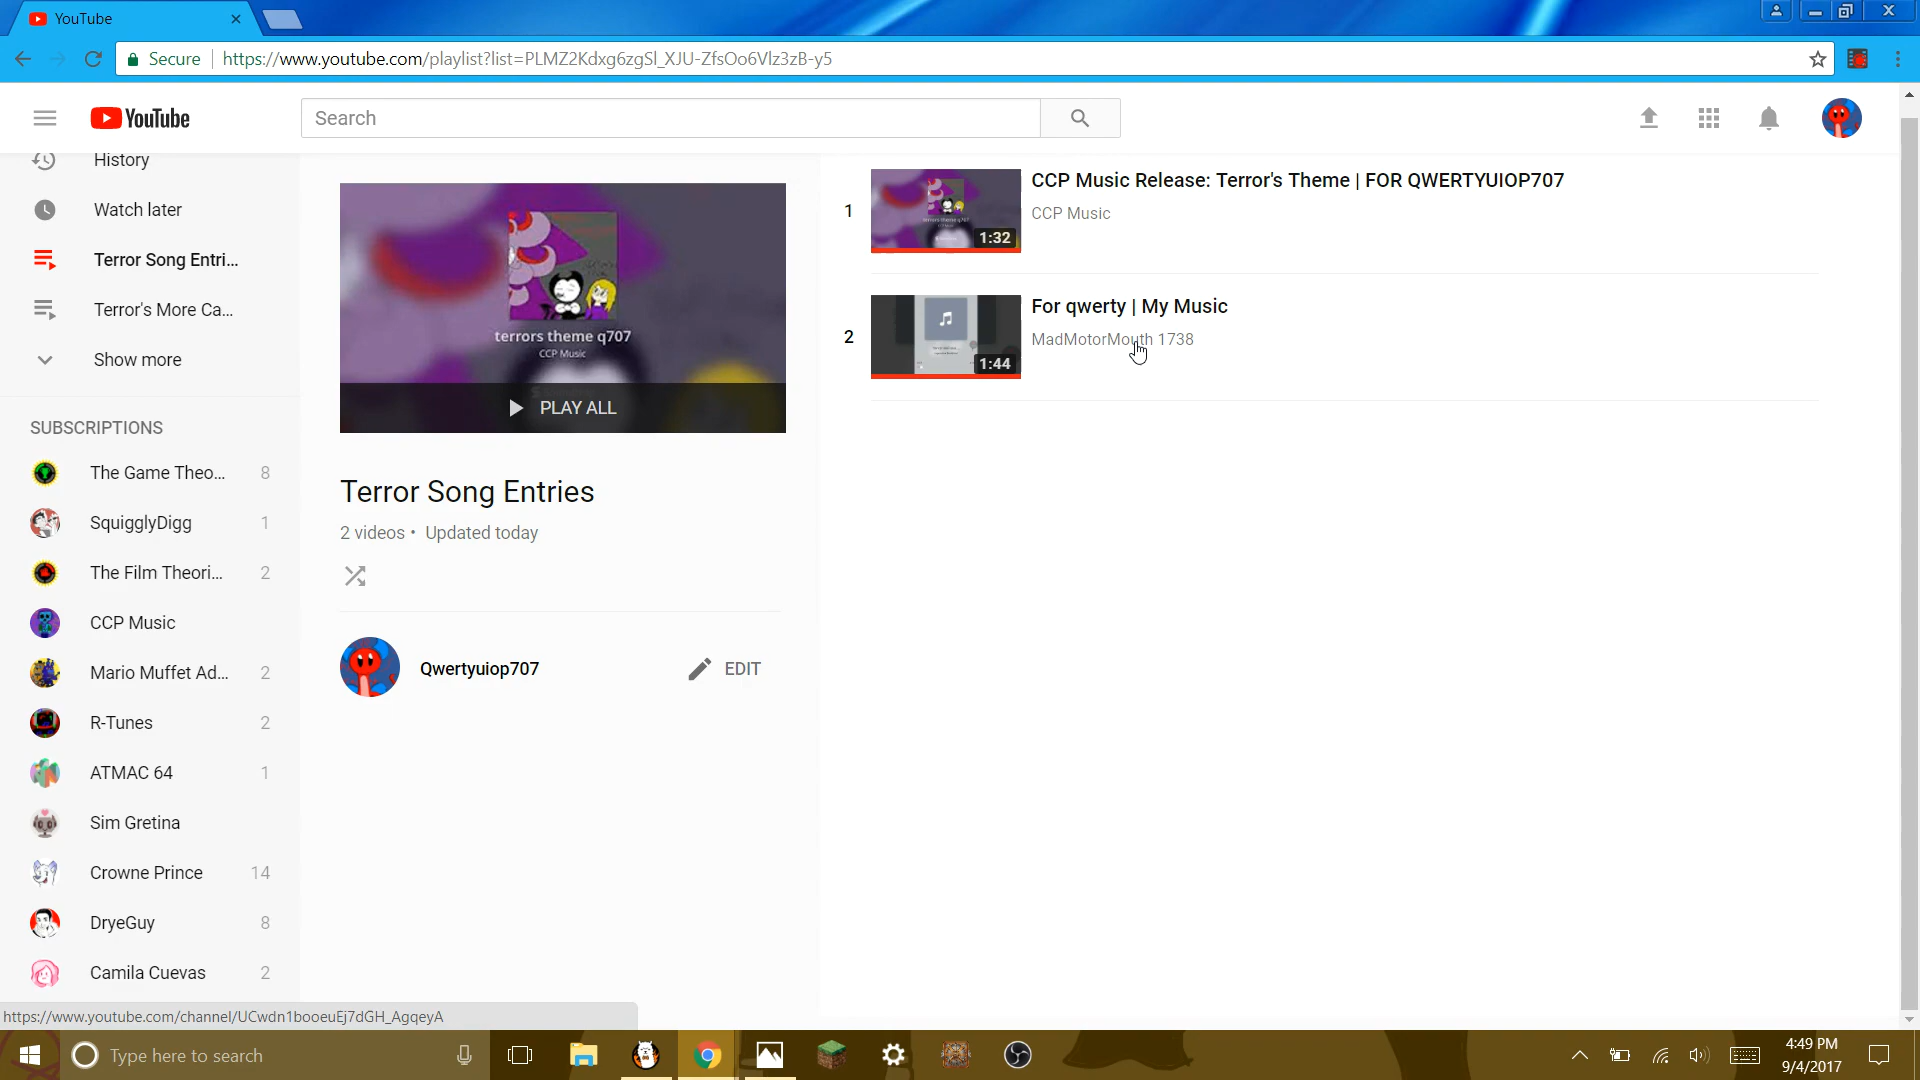 YouTube
Secure
https://www.youtube.com/playlist?list=PLMZ2Kdxg6zgSl_XJU-ZfsOo6Vlz3zB-y5
YouTube
Search
History
Watch later
Terror Song Entri...
Terror's More Ca...
Show more
SUBSCRIPTIONS
The Game Theo... 8
SquigglyDigg 1
The Film Theori... 2
CCP Music
Mario Muffet Ad... 2
R-Tunes 2
ATMAC 64 1
Sim Gretina
Crowne Prince 14
DryeGuy 8
Camila Cuevas 2
terrors theme q707
CCP Music
PLAY ALL
Terror Song Entries
2 videos • Updated today
Qwertyuiop707
EDIT
1
1:32
CCP Music Release: Terror's Theme | FOR QWERTYUIOP707
CCP Music
2
1:44
For qwerty | My Music
MadMotorMouth 1738
https://www.youtube.com/channel/UCwdn1booeuEj7dGH_AgqeyA
Type here to search
4:49 PM
9/4/2017